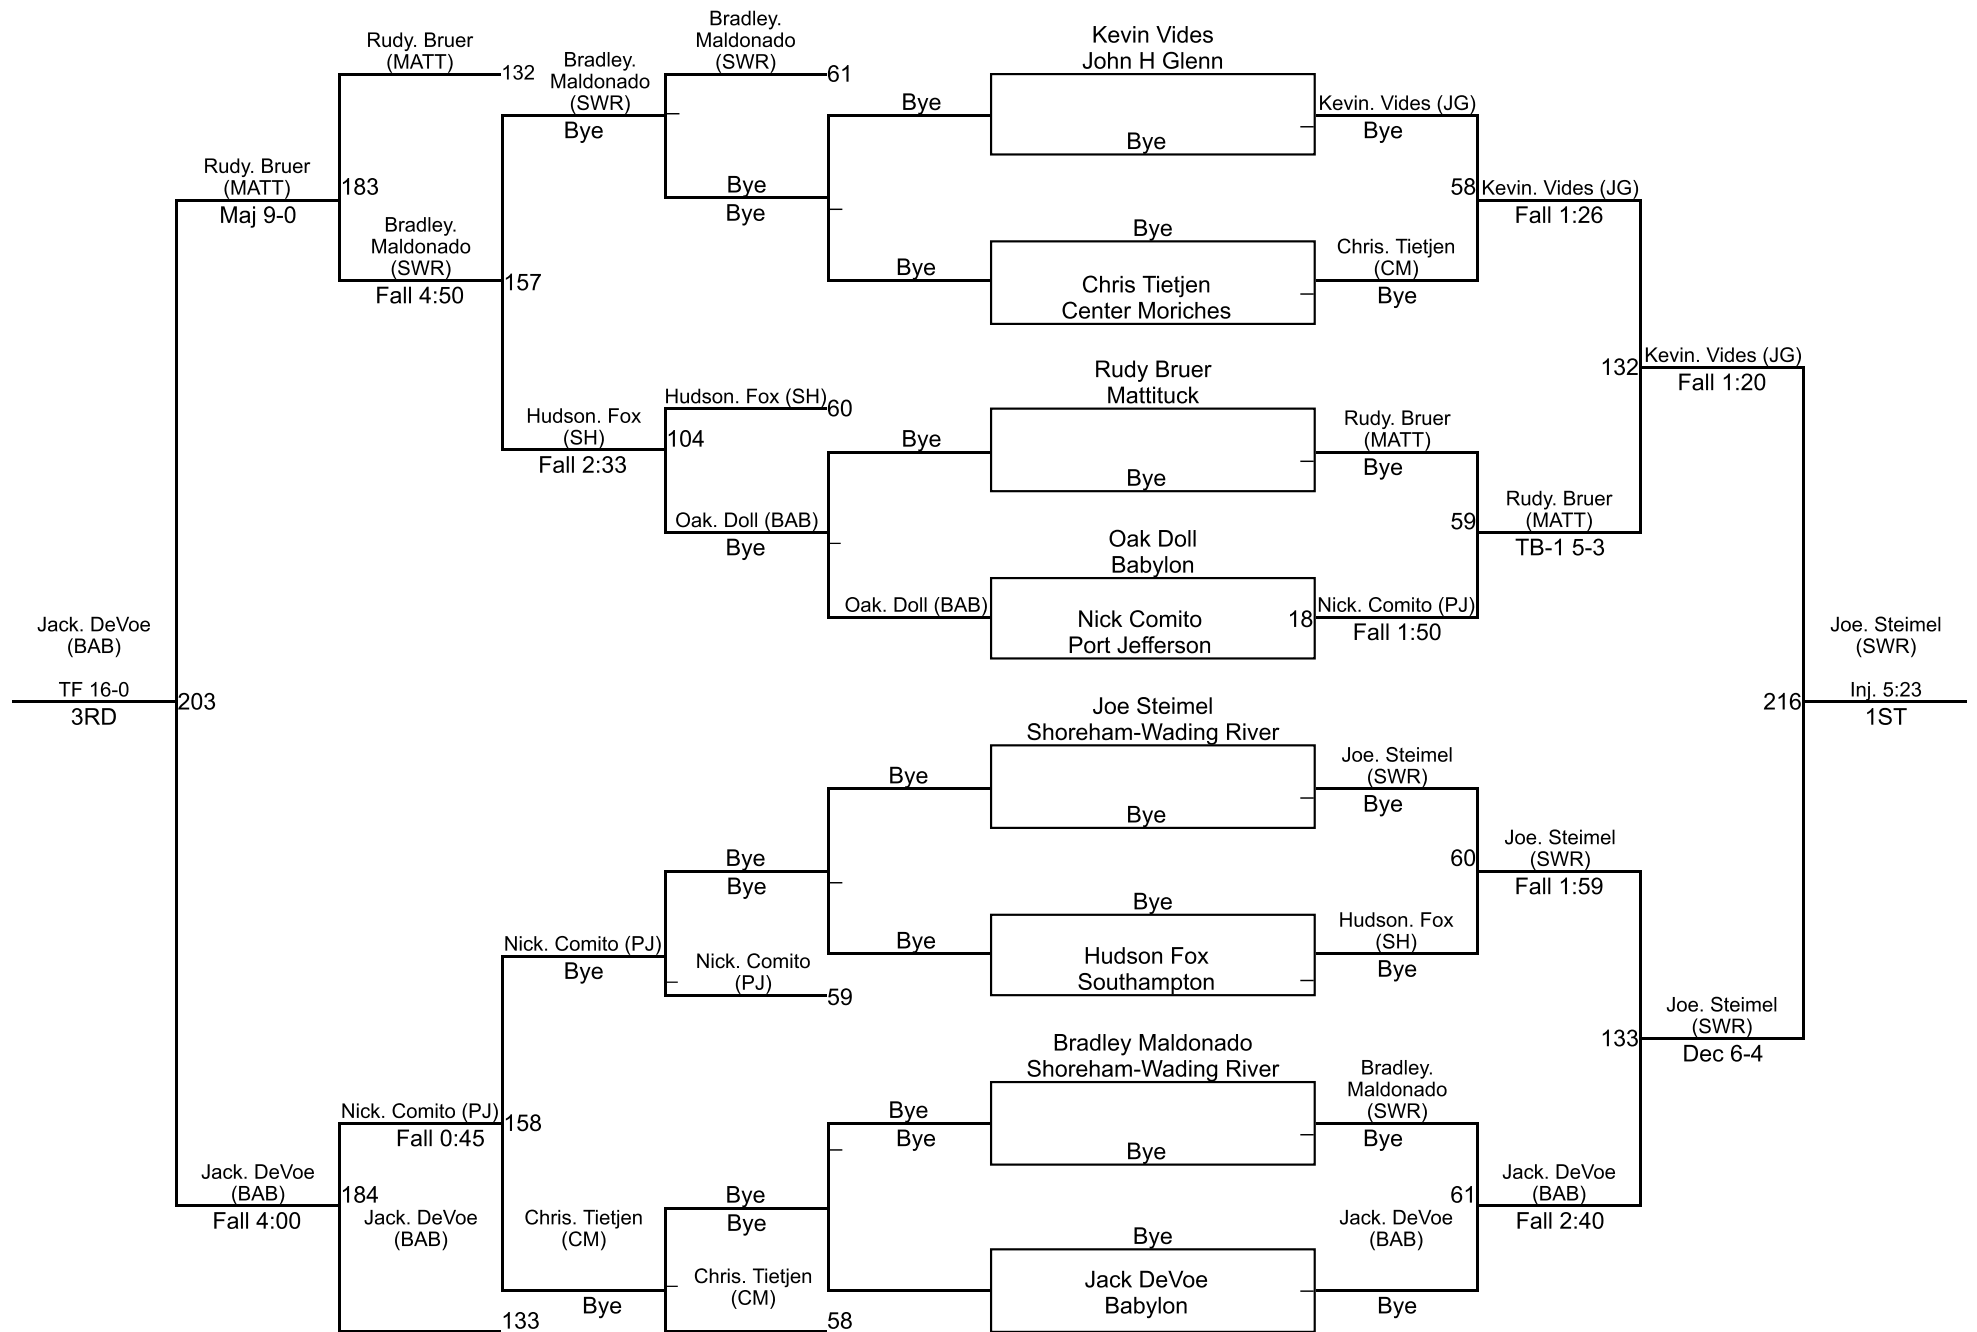 Bradley.
Maldonado
(SWR)
61
Rudy. Bruer
(MATT)
132
Bradley.
Maldonado
(SWR)
Bye
Kevin Vides
John H Glenn
Bye
Bye
Kevin. Vides (JG)
Bye
Rudy. Bruer
(MATT)
Maj 9-0
183
Bye
Bye
58
Kevin. Vides (JG)
Fall 1:26
Bradley.
Maldonado
(SWR)
Fall 4:50
157
Bye
Bye
Chris Tietjen
Center Moriches
Chris. Tietjen
(CM)
Bye
132
Kevin. Vides (JG)
Fall 1:20
Hudson. Fox (SH)
60
Rudy Bruer
Mattituck
Hudson. Fox
(SH)
Fall 2:33
104
Bye
Bye
Rudy. Bruer
(MATT)
Bye
Oak. Doll (BAB)
Bye
59
Rudy. Bruer
(MATT)
TB-1 5-3
Oak Doll
Babylon
Oak. Doll (BAB)
Nick Comito
Port Jefferson
18
Nick. Comito (PJ)
Fall 1:50
Jack. DeVoe
(BAB)
TF 16-0
3RD
203
216
Joe. Steimel
(SWR)
Inj. 5:23
1ST
Joe Steimel
Shoreham-Wading River
Bye
Bye
Joe. Steimel
(SWR)
Bye
Bye
Bye
60
Joe. Steimel
(SWR)
Fall 1:59
Nick. Comito (PJ)
Bye
Nick. Comito
(PJ)
59
Bye
Bye
Hudson Fox
Southampton
Hudson. Fox
(SH)
Bye
133
Joe. Steimel
(SWR)
Dec 6-4
Bradley Maldonado
Shoreham-Wading River
Nick. Comito (PJ)
Fall 0:45
158
Bye
Bye
Bye
Bradley.
Maldonado
(SWR)
Bye
Jack. DeVoe
(BAB)
Fall 4:00
184
Bye
Bye
61
Jack. DeVoe
(BAB)
Fall 2:40
Jack. DeVoe
(BAB)
133
Chris. Tietjen
(CM)
Bye
Chris. Tietjen
(CM)
58
Bye
Jack DeVoe
Babylon
Jack. DeVoe
(BAB)
Bye